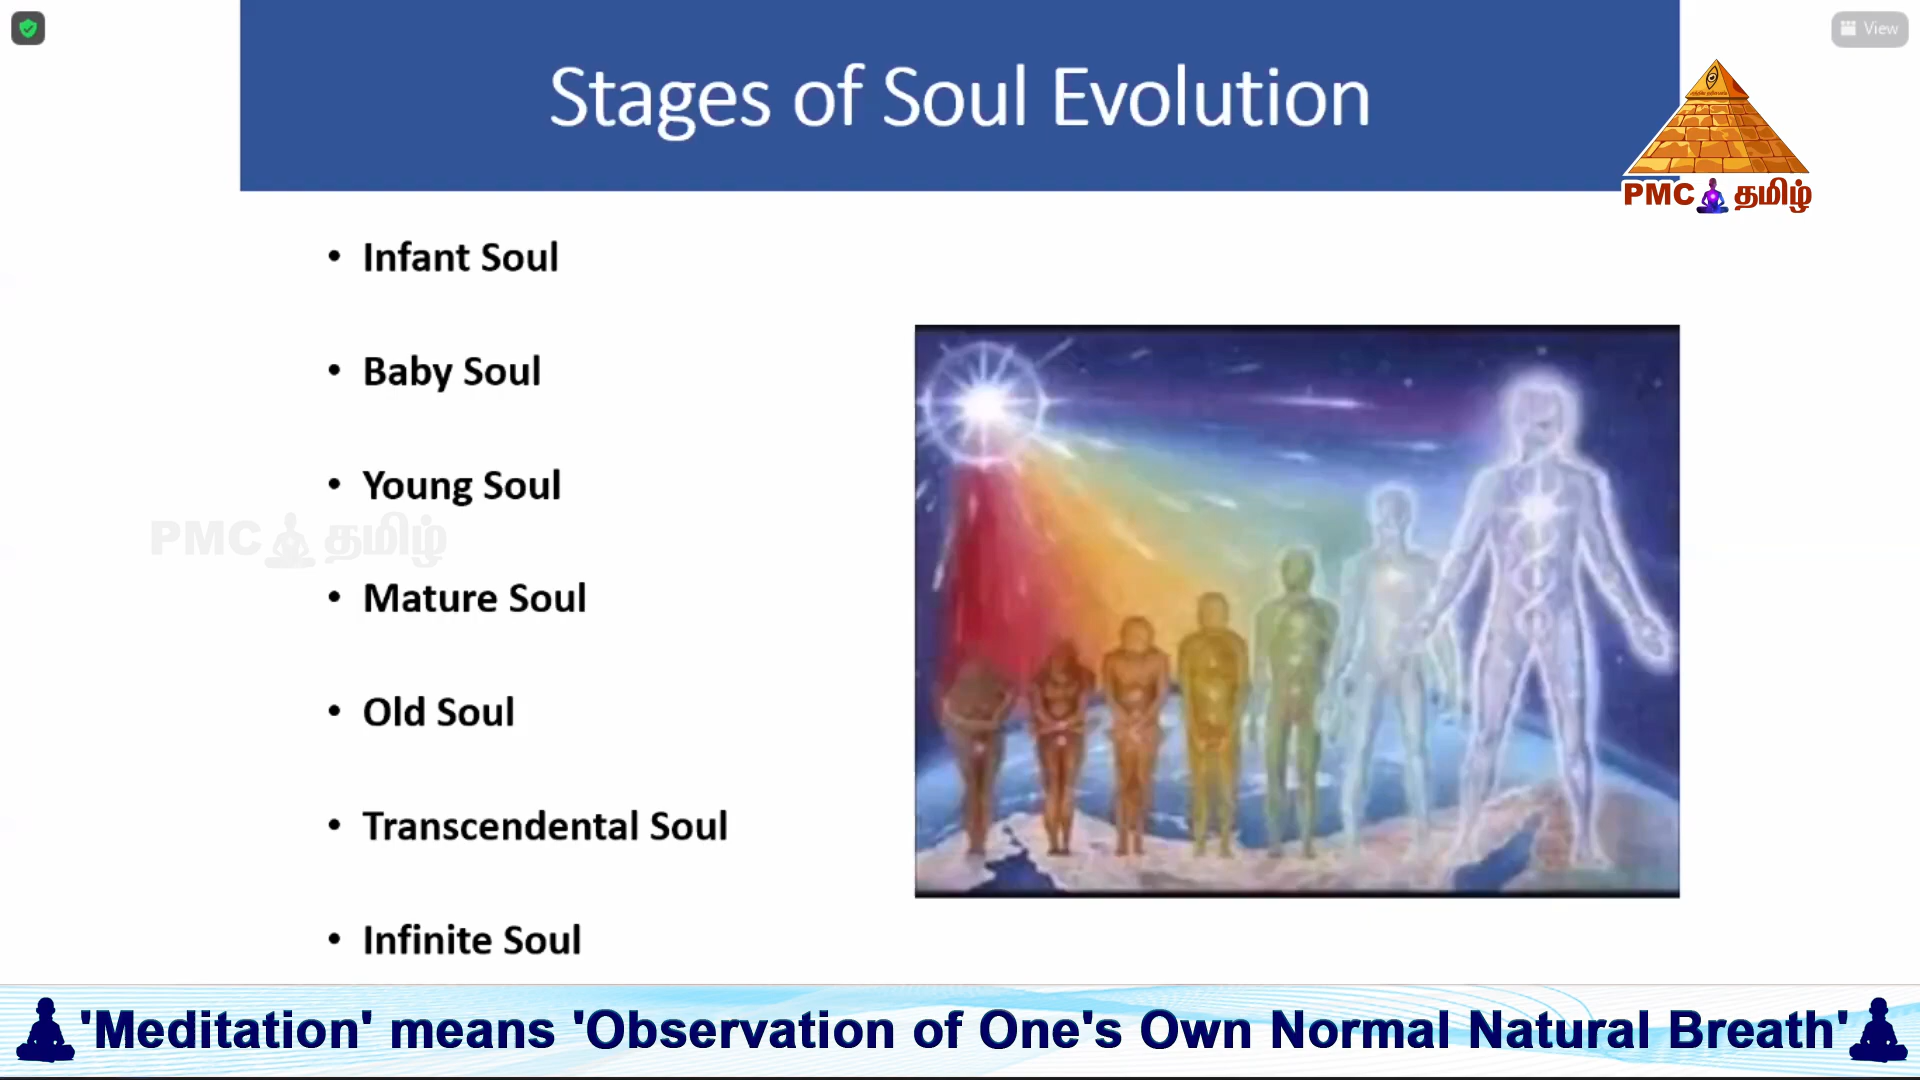 View
Stages of Soul Evolution
PMC தமிழ்
• Infant Soul
• Baby Soul
• Young Soul
PMC தமிழ்
• Mature Soul
• Old Soul
• Transcendental Soul
• Infinite Soul
'Meditation' means 'Observation of One's Own Normal Natural Breath'